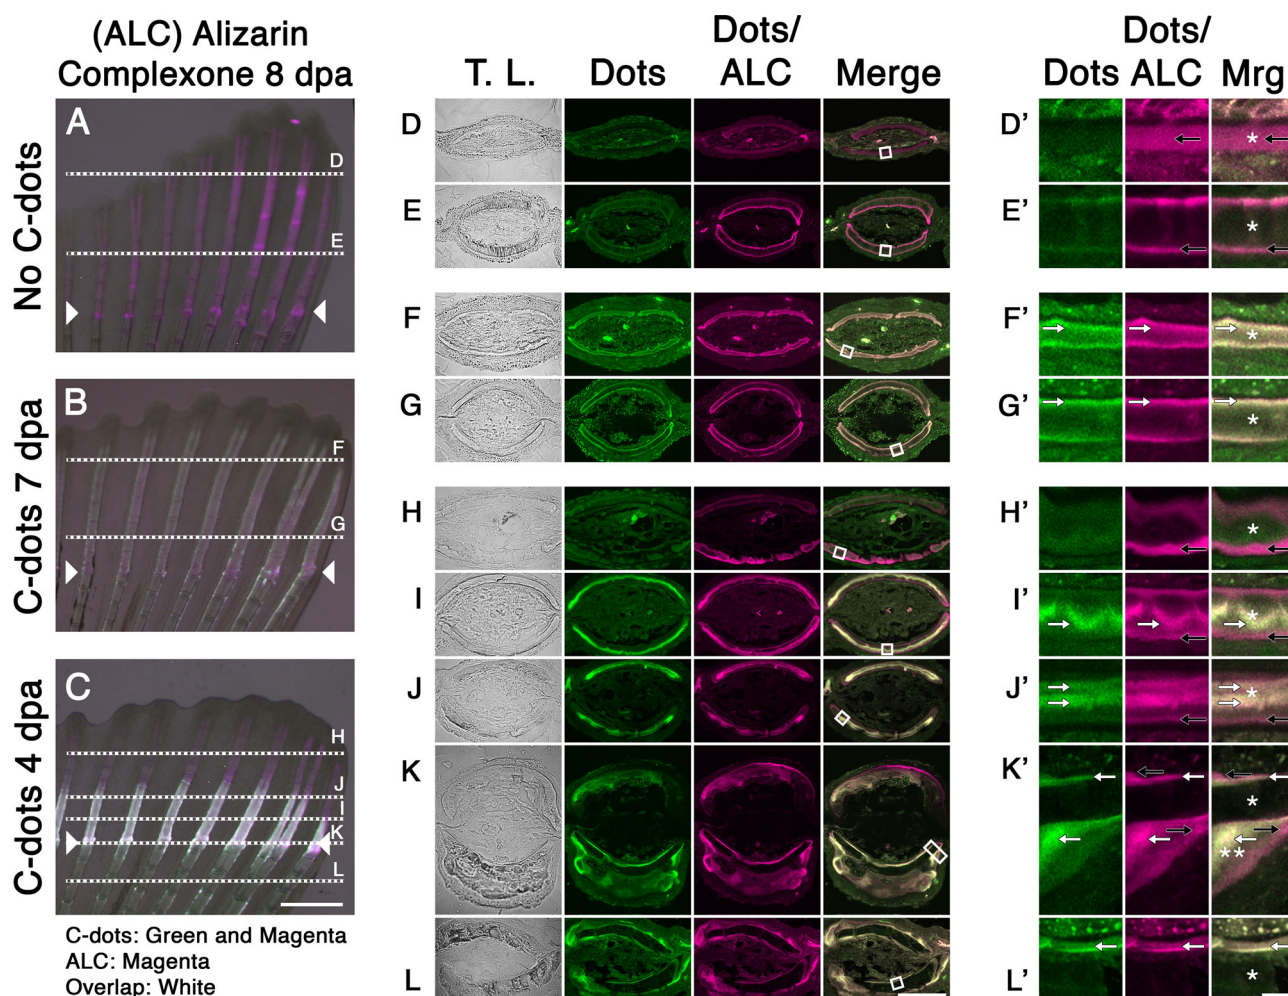 (ALC) Alizarin
Complexone 8 dpa
No C-dots
A
D
E
C-dots 7 dpa
B
F
G
C-dots 4 dpa
C
H
J
I
K
L
C-dots: Green and Magenta
ALC: Magenta
Overlap: White
T. L.
Dots
Dots/
ALC
Merge
D
E
F
G
H
I
J
K
L
Dots
Dots/
ALC
Mrg
D'
*
E'
*
F'
*
G'
*
H'
*
I'
*
J'
*
K'
*
**
L'
*